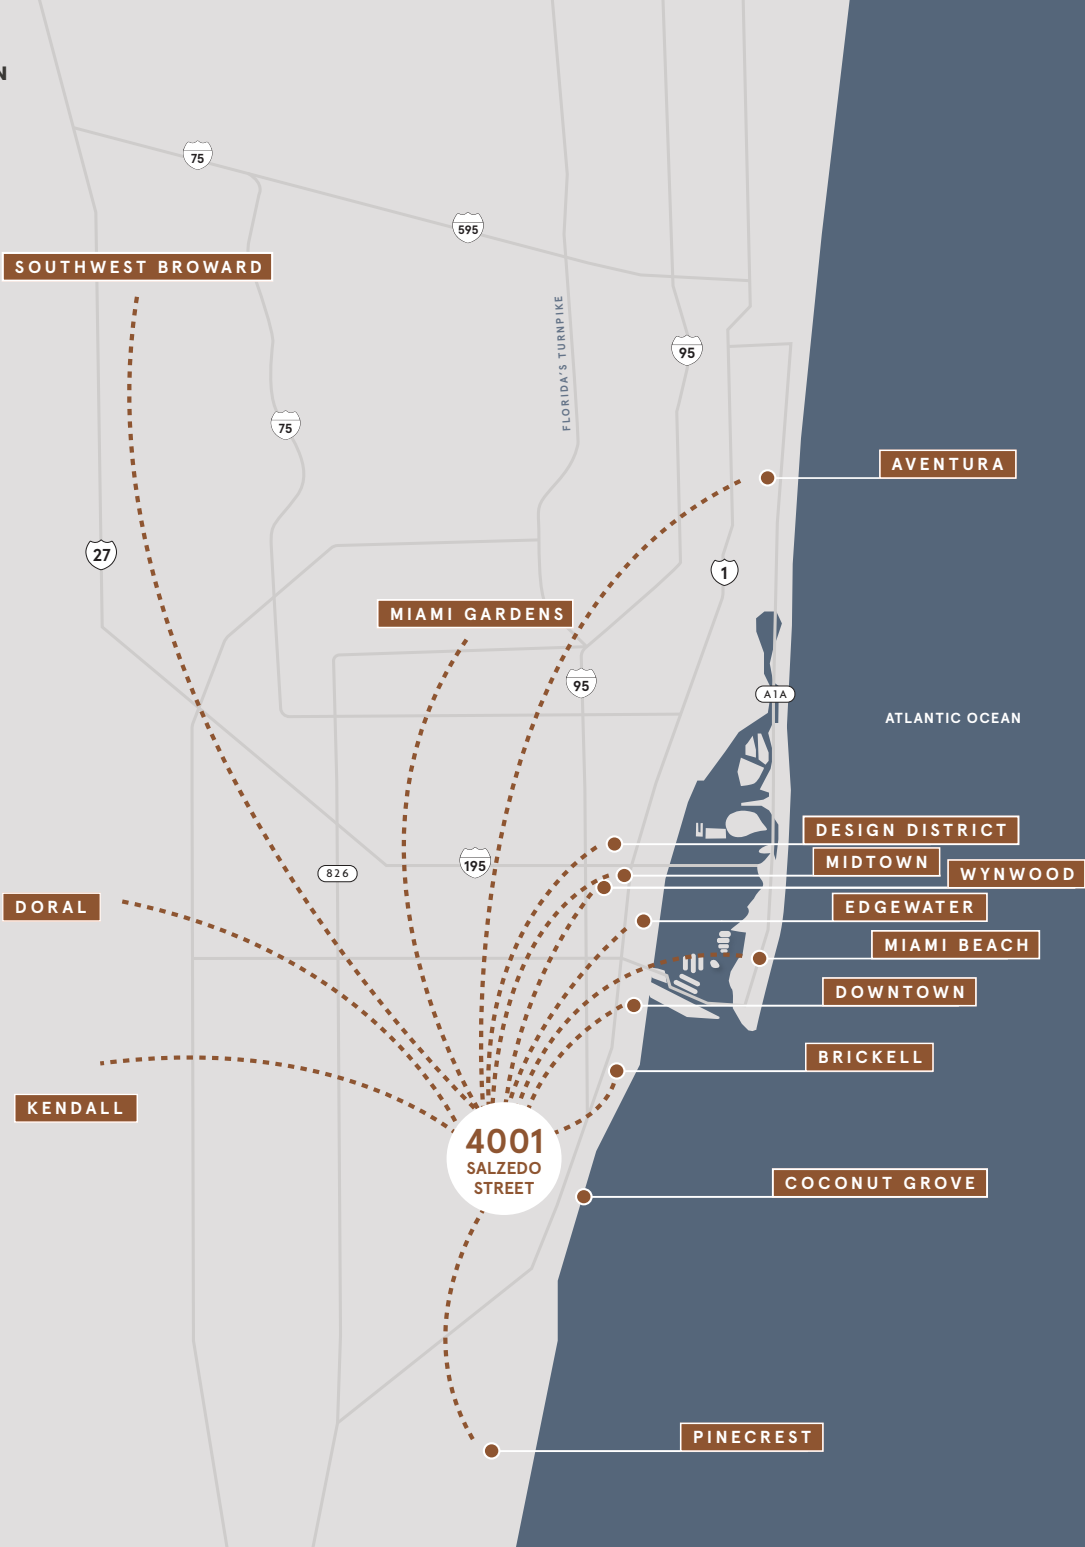 N
75
595
SOUTHWEST BROWARD
FLORIDA'S TURNPIKE
95
75
AVENTURA
27
1
MIAMI GARDENS
95
A1A
ATLANTIC OCEAN
DESIGN DISTRICT
MIDTOWN
195
826
WYNWOOD
DORAL
EDGEWATER
MIAMI BEACH
DOWNTOWN
BRICKELL
KENDALL
4001
SALZEDO
STREET
COCONUT GROVE
PINECREST